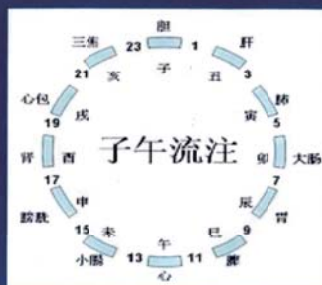 胆
三焦 23 1 肝
子
21 亥 丑 3
心包 戌 寅 肺
19 5
肾 酉 子午流注 卯 大肠
17 7
膀胱 申 辰 胃
15 未 午 巳 9
小肠 13 11 脾
心